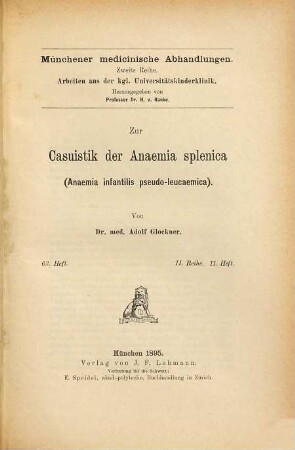 Münchener medicinische Abhandlungen.
Zweite Reihe.
Arbeiten aus der kgl. Universitätskinderklinik.
Herausgegeben von
Professor Dr. H. v. Ranke.
Zur
Casuistik der Anaemia splenica
(Anaemia infantilis pseudo-leucaemica).
Von
Dr. med. Adolf Glockner.
63. Heft.
II. Reihe. 11. Heft.
München 1895.
Verlag von J. F. Lehmann.
Vertretung für die Schweiz:
E. Speidel, akad.-polytechn. Buchhandlung in Zürich.